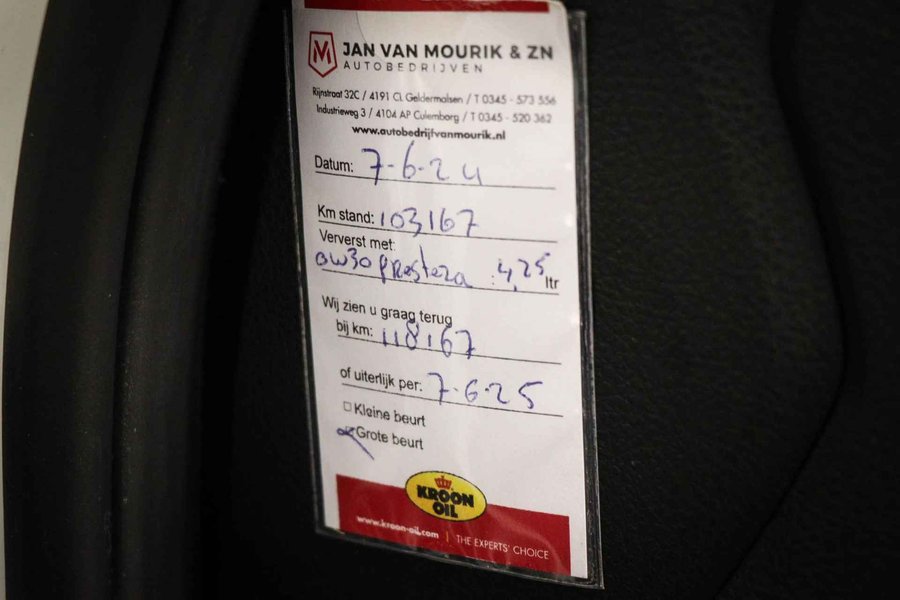 JAN VAN MOURIK & ZN
AUTOBEDRIJVEN
Rijnstraat 32C / 4191 CL Geldermalsen / T 0345 - 573 556
Industrieweg 3 / 4104 AP Culemborg / T 0345 - 520 362
www.autobedrijfvanmourik.nl
Datum: 7-6-24
Km stand: 103167
Ververst met:
0W30 presteza : 4,25 ltr
Wij zien u graag terug
bij km: 118167
of uiterlijk per: 7-6-25
Kleine beurt
Grote beurt
KROON
OIL
www.kroon-oil.com | THE EXPERTS' CHOICE